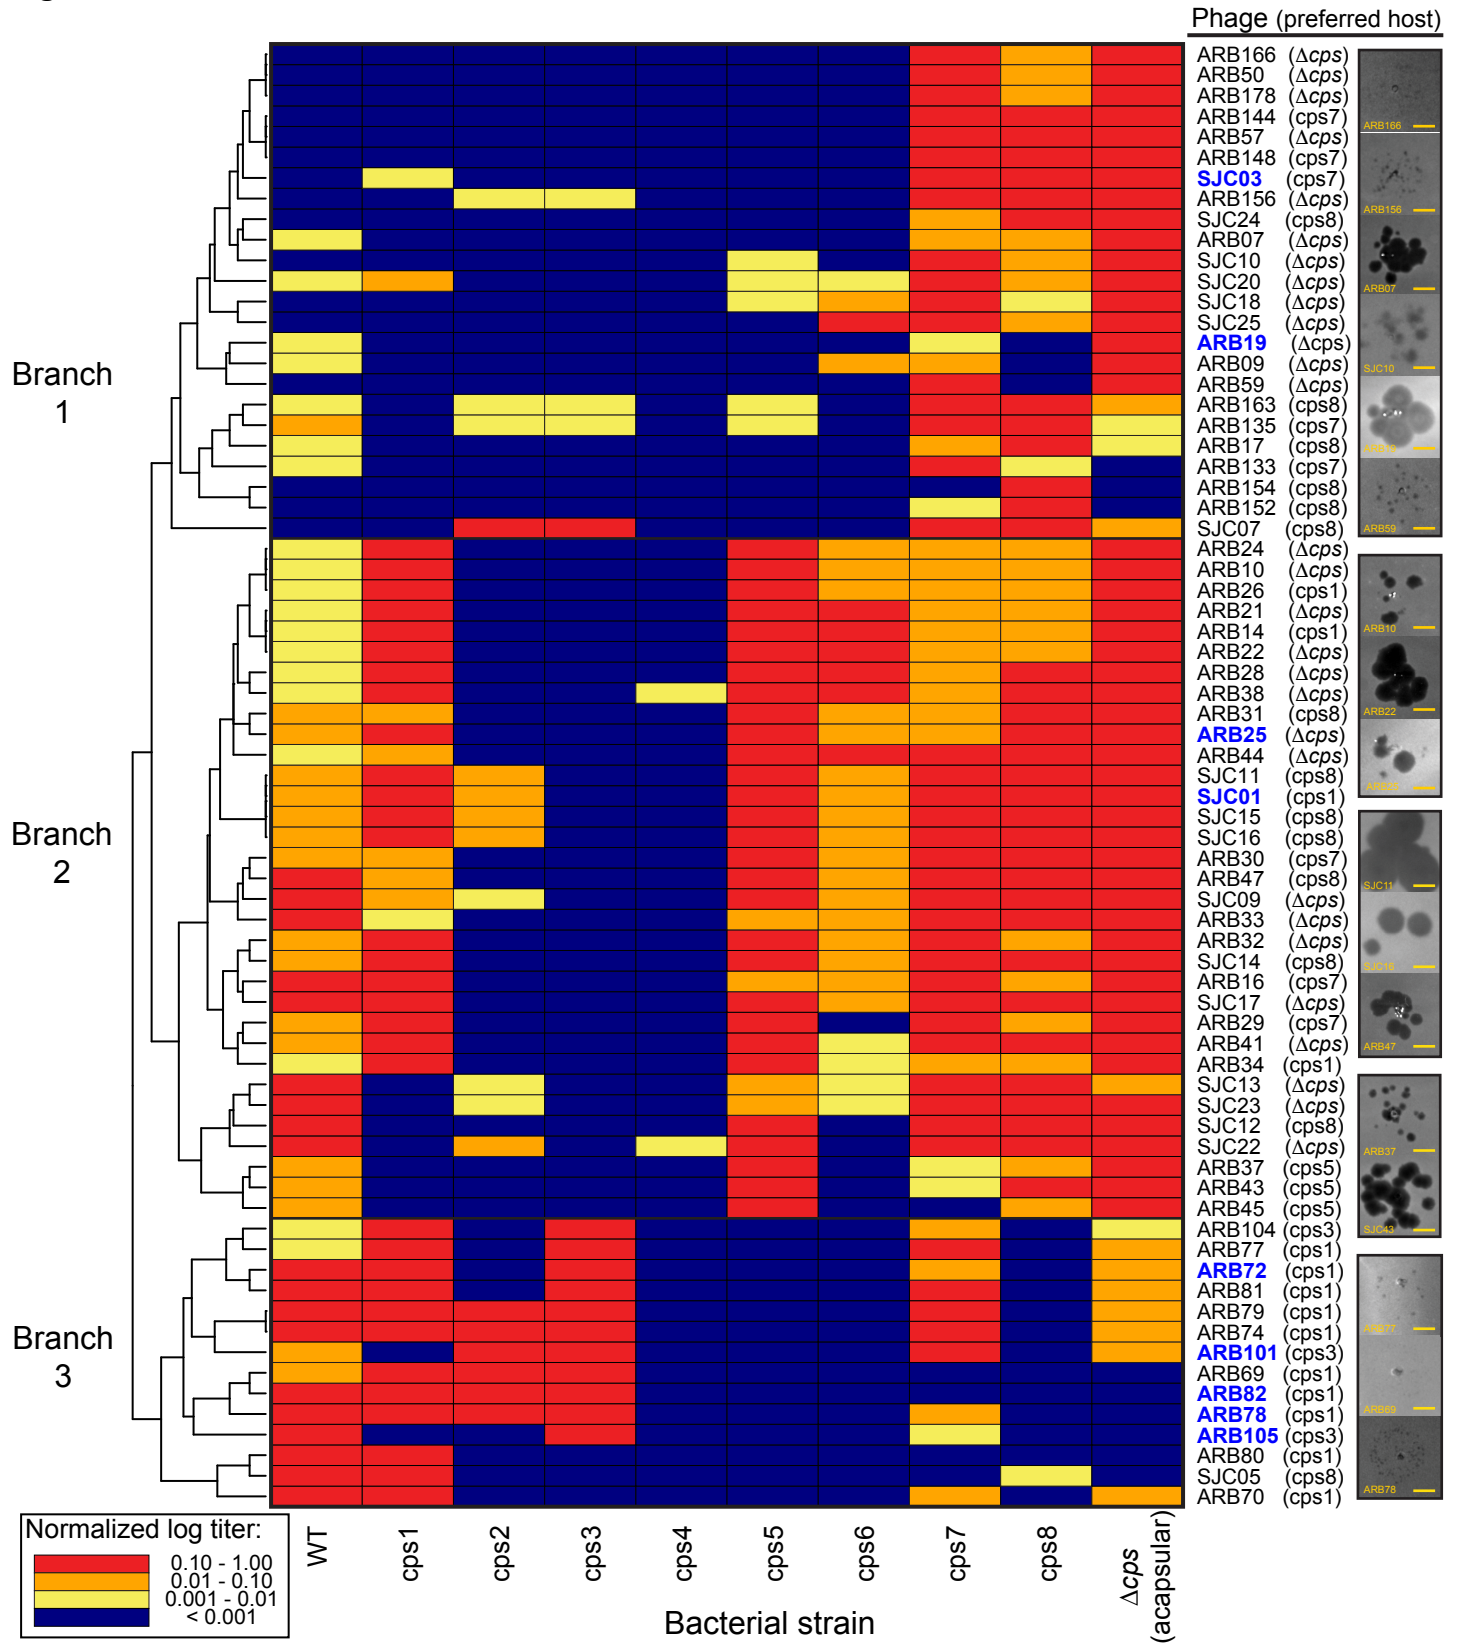 Phage (preferred host)
ARB166 (Δcps)
ARB50 (Δcps)
ARB178 (Δcps)
ARB144 (cps7)
ARB57 (Δcps)
ARB148 (cps7)
SJC03 (cps7)
ARB156 (Δcps)
SJC24 (cps8)
ARB07 (Δcps)
SJC10 (Δcps)
SJC20 (Δcps)
SJC18 (Δcps)
SJC25 (Δcps)
ARB19 (Δcps)
ARB09 (Δcps)
ARB59 (Δcps)
ARB163 (cps8)
ARB135 (cps7)
ARB17 (cps8)
ARB133 (cps7)
ARB154 (cps8)
ARB152 (cps8)
SJC07 (cps8)
ARB24 (Δcps)
ARB10 (Δcps)
ARB26 (cps1)
ARB21 (Δcps)
ARB14 (cps1)
ARB22 (Δcps)
ARB28 (Δcps)
ARB38 (Δcps)
ARB31 (cps8)
ARB25 (Δcps)
ARB44 (Δcps)
SJC11 (cps8)
SJC01 (cps1)
SJC15 (cps8)
SJC16 (cps8)
ARB30 (cps7)
ARB47 (cps8)
SJC09 (Δcps)
ARB33 (Δcps)
ARB32 (Δcps)
SJC14 (cps8)
ARB16 (cps7)
SJC17 (Δcps)
ARB29 (cps7)
ARB41 (Δcps)
ARB34 (cps1)
SJC13 (Δcps)
SJC23 (Δcps)
SJC12 (cps8)
SJC22 (Δcps)
ARB37 (cps5)
ARB43 (cps5)
ARB45 (cps5)
ARB104 (cps3)
ARB77 (cps1)
ARB72 (cps1)
ARB81 (cps1)
ARB79 (cps1)
ARB74 (cps1)
ARB101 (cps3)
ARB69 (cps1)
ARB82 (cps1)
ARB78 (cps1)
ARB105 (cps3)
ARB80 (cps1)
SJC05 (cps8)
ARB70 (cps1)
ARB166
ARB156
ARB07
SJC10
ARB59
ARB10
ARB22
SJC11
SJC16
ARB47
ARB37
SJC43
ARB77
ARB69
ARB78
Branch
1
Branch
2
Branch
3
Normalized log titer:
0.10 - 1.00
0.01 - 0.10
0.001 - 0.01
< 0.001
WT
cps1
cps2
cps3
cps4
cps5
cps6
cps7
cps8
Δcps
(acapsular)
Bacterial strain